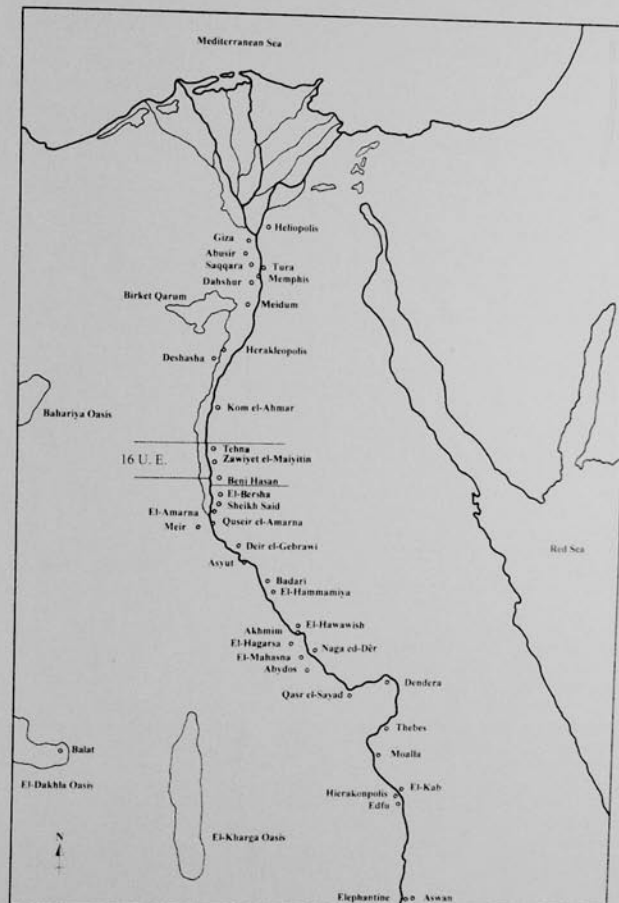 Mediterranean Sea
Heliopolis
Giza
Abusir
Saqqara
Tura
Memphis
Dahshur
Birket Qarum
Meidum
Herakleopolis
Deshasha
Kom el-Ahmar
Bahariya Oasis
Tehna
16 U. E.
Zawiyet el-Maiyitin
Beni Hasan
El-Bersha
Sheikh Said
El-Amarna
Quseir el-Amarna
Meir
Deir el-Gebrawi
Red Sea
Asyut
Badari
El-Hammamiya
El-Hawawish
Akhmim
El-Hagarsa
Naga ed-Dêr
El-Mahasna
Abydos
Dendera
Qasr el-Sayad
Thebes
Balat
Moalla
El-Dakhla Oasis
El-Kab
Hierakonpolis
Edfu
N
El-Kharga Oasis
Elephantine
Aswan